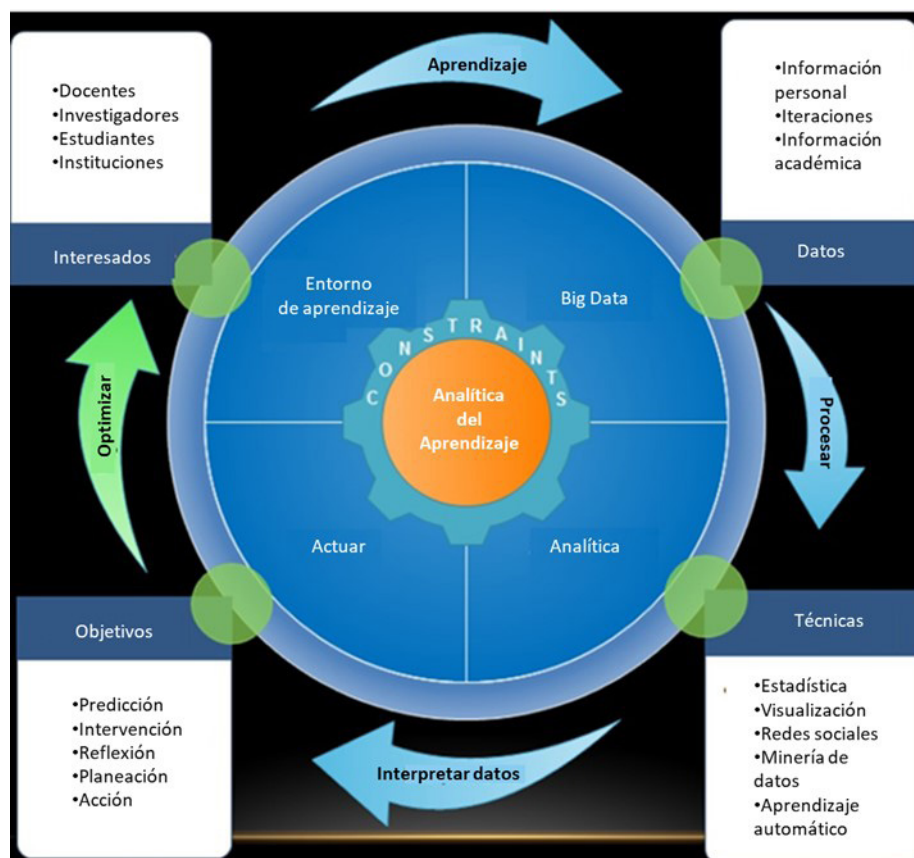 Aprendizaje
•Docentes
•Investigadores
•Estudiantes
•Instituciones
Interesados
•Información
personal
•Iteraciones
•Información
académica
Datos
Entorno
de aprendizaje
Big Data
CONSTRAINTS
Analítica
del
Aprendizaje
Optimizar
Procesar
Actuar
Analítica
Objetivos
•Predicción
•Intervención
•Reflexión
•Planeación
•Acción
Técnicas
•Estadística
•Visualización
•Redes sociales
•Minería de
datos
•Aprendizaje
automático
Interpretar datos